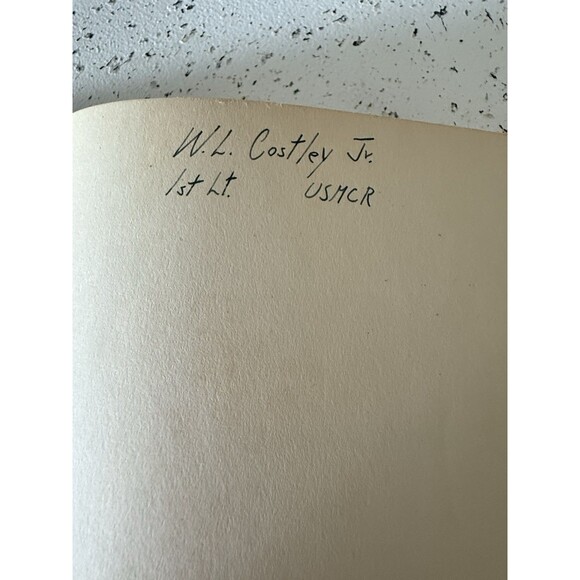 W.L. Costley Jr.
1st Lt. USMCR